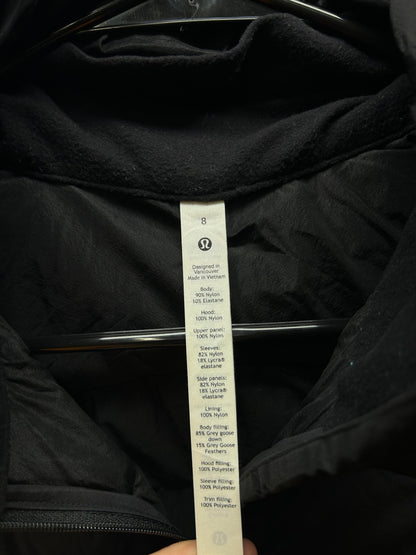 8
Designed in
Vancouver
Made in Vietnam
Body:
90% Nylon
10% Elastane
Hood:
100% Nylon
Upper panel:
100% Nylon
Sleeves:
82% Nylon
18% Lycra®
elastane
Side panels:
82% Nylon
18% Lycra®
elastane
Lining:
100% Nylon
Body filling:
85% Grey goose
down
15% Grey Goose
Feathers
Hood filling:
100% Polyester
Sleeve filling:
100% Polyester
Trim filling:
100% Polyester